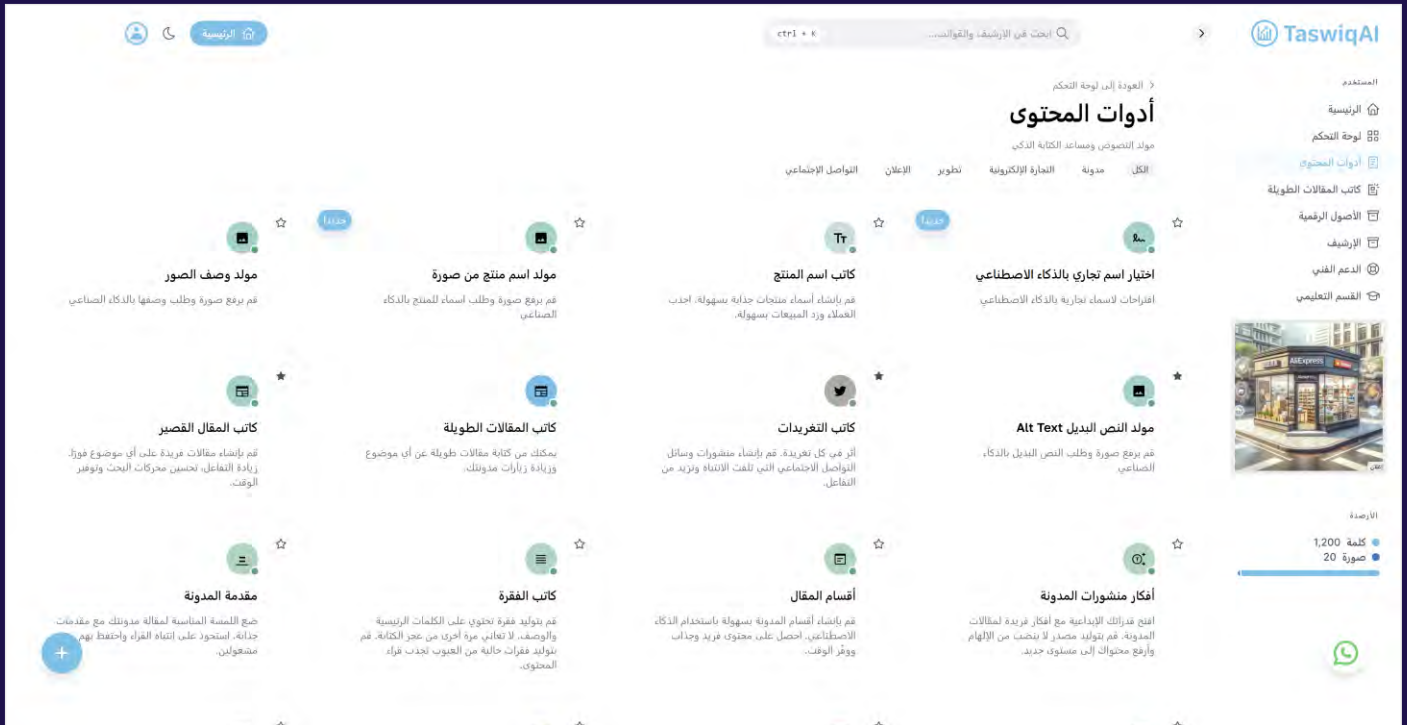 TaswiqAI
ابحث في الأرشيف والقوالب...
ctrl + K
الرئيسية
المستخدم
الرئيسية
لوحة التحكم
أدوات المحتوى
كاتب المقالات الطويلة
الأصول الرقمية
الإرشيف
الدعم الفني
القسم التعليمي
AliExpress
إعلان
الأرصدة
كلمة 1,200
صورة 20
العودة إلى لوحة التحكم
أدوات المحتوى
مولد النصوص ومساعد الكتابة الذكي
الكل مدونة التجارة الإلكترونية تطوير الإعلان التواصل الإجتماعي
جديد!
اختيار اسم تجاري بالذكاء الاصطناعي
اقتراحات لاسماء تجارية بالذكاء الاصطناعي
كاتب اسم المنتج
قم بإنشاء أسماء منتجات جذابة بسهولة. اجذب
العملاء وزد المبيعات بسهولة.
جديد!
مولد اسم منتج من صورة
قم برفع صورة وطلب اسماء للمنتج بالذكاء
الصناعي
مولد وصف الصور
قم برفع صورة وطلب وصفها بالذكاء الصناعي
مولد النص البديل Alt Text
قم برفع صورة وطلب النص البديل بالذكاء
الصناعي
كاتب التغريدات
أثر في كل تغريدة. قم بإنشاء منشورات وسائل
التواصل الاجتماعي التي تلفت الانتباه وتزيد من
التفاعل.
كاتب المقالات الطويلة
يمكنك من كتابة مقالات طويلة عن أي موضوع
وزيادة زيارات مدونتك.
كاتب المقال القصير
قم بإنشاء مقالات فريدة على أي موضوع فورًا.
زيادة التفاعل، تحسين محركات البحث وتوفير
الوقت.
أفكار منشورات المدونة
افتح قدراتك الإبداعية مع أفكار فريدة لمقالات
المدونة. قم بتوليد مصدر لا ينضب من الإلهام
وأرفع محتواك إلى مستوى جديد.
أقسام المقال
قم بإنشاء أقسام المدونة بسهولة باستخدام الذكاء
الاصطناعي. احصل على محتوى فريد وجذاب
ووفّر الوقت.
كاتب الفقرة
قم بتوليد فقرة تحتوي على الكلمات الرئيسية
والوصف. لا تعاني مرة أخرى من عجز الكتابة. قم
بتوليد فقرات خالية من العيوب تجذب قراء
المحتوى.
مقدمة المدونة
ضع اللمسة المناسبة لمقالة مدونتك مع مقدمات
جذابة. استحوذ على إنتباه القراء واحتفظ بهم
مشغولين.